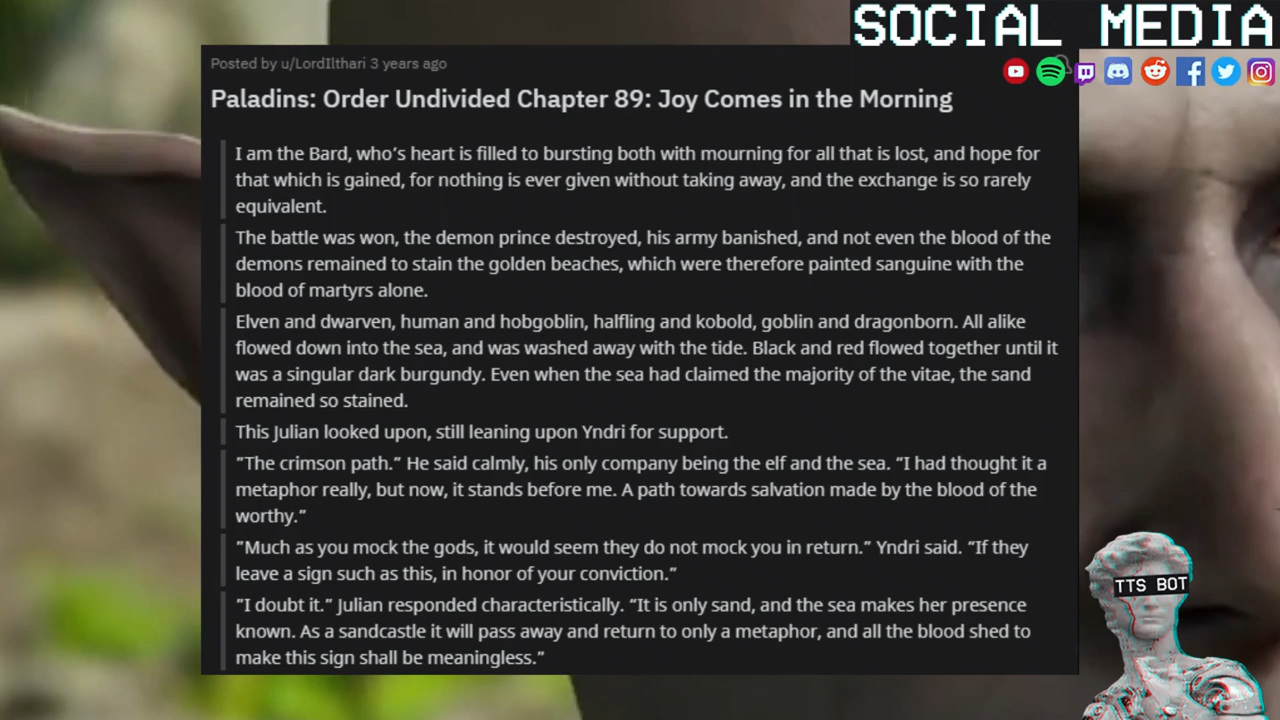 SOCIAL MEDIA
Posted by u/LordIlthari 3 years ago
Paladins: Order Undivided Chapter 89: Joy Comes in the Morning
I am the Bard, who's heart is filled to bursting both with mourning for all that is lost, and hope for
that which is gained, for nothing is ever given without taking away, and the exchange is so rarely
equivalent.
The battle was won, the demon prince destroyed, his army banished, and not even the blood of the
demons remained to stain the golden beaches, which were therefore painted sanguine with the
blood of martyrs alone.
Elven and dwarven, human and hobgoblin, halfling and kobold, goblin and dragonborn. All alike
flowed down into the sea, and was washed away with the tide. Black and red flowed together until it
was a singular dark burgundy. Even when the sea had claimed the majority of the vitae, the sand
remained so stained.
This Julian looked upon, still leaning upon Yndri for support.
“The crimson path.” He said calmly, his only company being the elf and the sea. “I had thought it a
metaphor really, but now, it stands before me. A path towards salvation made by the blood of the
worthy.”
“Much as you mock the gods, it would seem they do not mock you in return.” Yndri said. “If they
leave a sign such as this, in honor of your conviction.”
“I doubt it.” Julian responded characteristically. “It is only sand, and the sea makes her presence
known. As a sandcastle it will pass away and return to only a metaphor, and all the blood shed to
make this sign shall be meaningless.”
TTS BOT